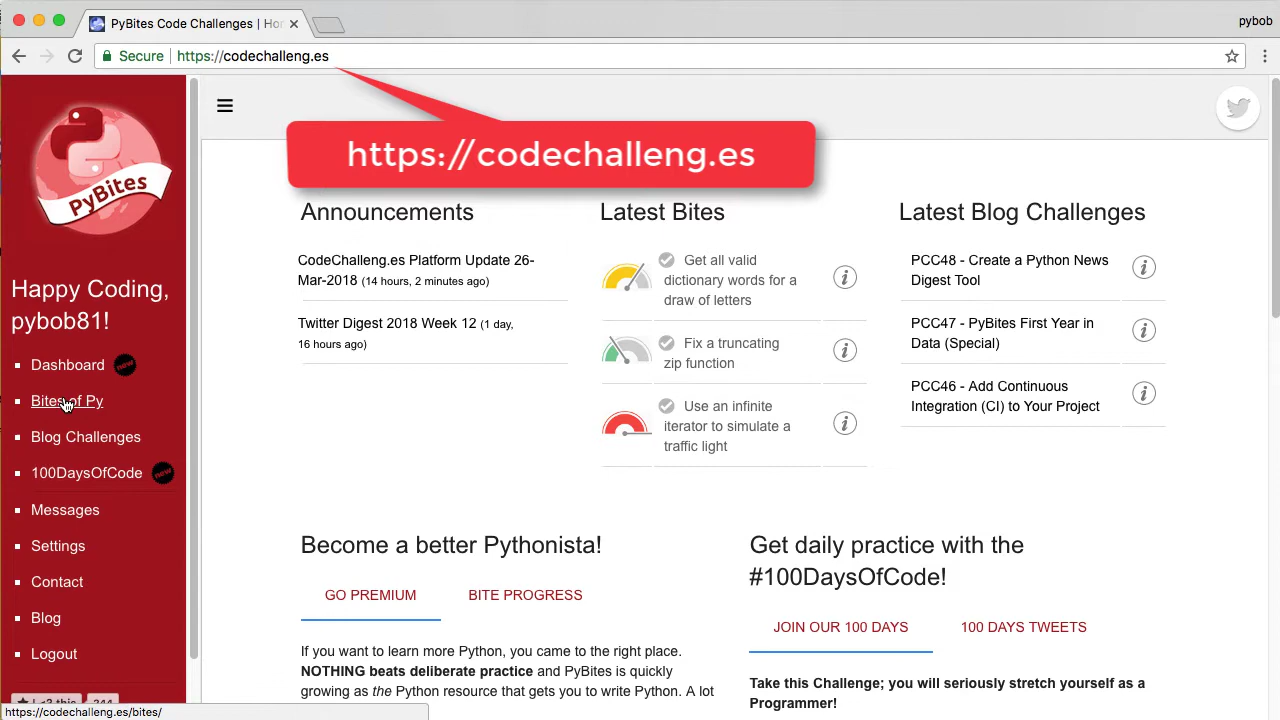 PyBites Code Challenges | Ho
pybob
Secure
https://codechalleng.es
https://codechalleng.es
PyBites
Happy Coding,
pybob81!
Dashboard
new
Bites of Py
Blog Challenges
100DaysOfCode
new
Messages
Settings
Contact
Blog
Logout
https://codechalleng.es/bites/
Announcements
CodeChalleng.es Platform Update 26-
Mar-2018 (14 hours, 2 minutes ago)
Twitter Digest 2018 Week 12 (1 day,
16 hours ago)
Latest Bites
Get all valid
dictionary words for a
draw of letters
Fix a truncating
zip function
Use an infinite
iterator to simulate a
traffic light
Latest Blog Challenges
PCC48 - Create a Python News
Digest Tool
PCC47 - PyBites First Year in
Data (Special)
PCC46 - Add Continuous
Integration (CI) to Your Project
Become a better Pythonista!
GO PREMIUM
BITE PROGRESS
If you want to learn more Python, you came to the right place.
NOTHING beats deliberate practice and PyBites is quickly
growing as the Python resource that gets you to write Python. A lot
Get daily practice with the
#100DaysOfCode!
JOIN OUR 100 DAYS
100 DAYS TWEETS
Take this Challenge; you will seriously stretch yourself as a
Programmer!